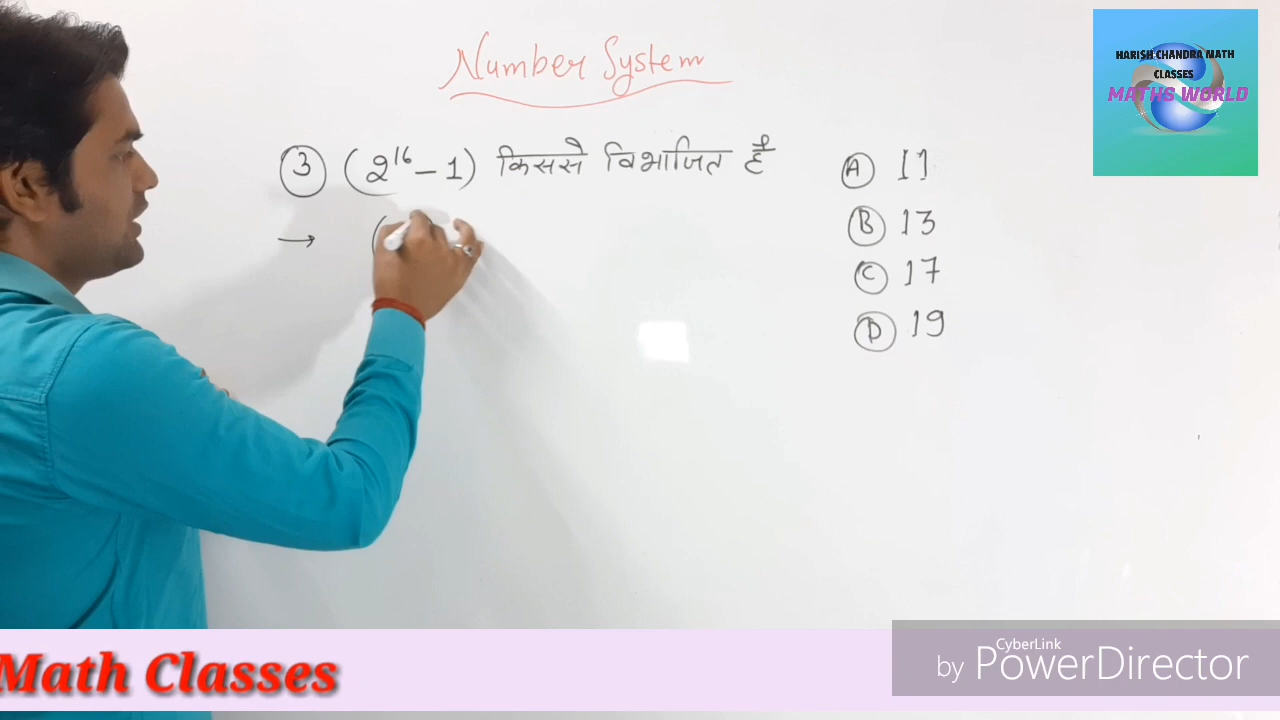 Number System
③ (2¹⁶ – 1) किससे विभाजित है
Ⓐ 11
Ⓑ 13
Ⓒ 17
Ⓓ 19
→ (
HARISH CHANDRA MATH
CLASSES
MATHS WORLD
Math Classes
CyberLink
by PowerDirector